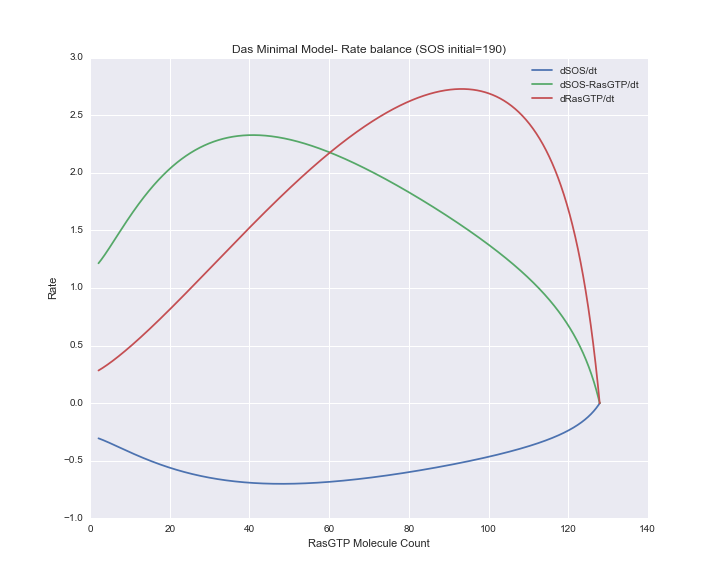 Das Minimal Model- Rate balance (SOS initial=190)
3.0
2.5
2.0
1.5
1.0
0.5
0.0
−0.5
−1.0
Rate
dSOS/dt
dSOS-RasGTP/dt
dRasGTP/dt
0 20 40 60 80 100 120 140
RasGTP Molecule Count